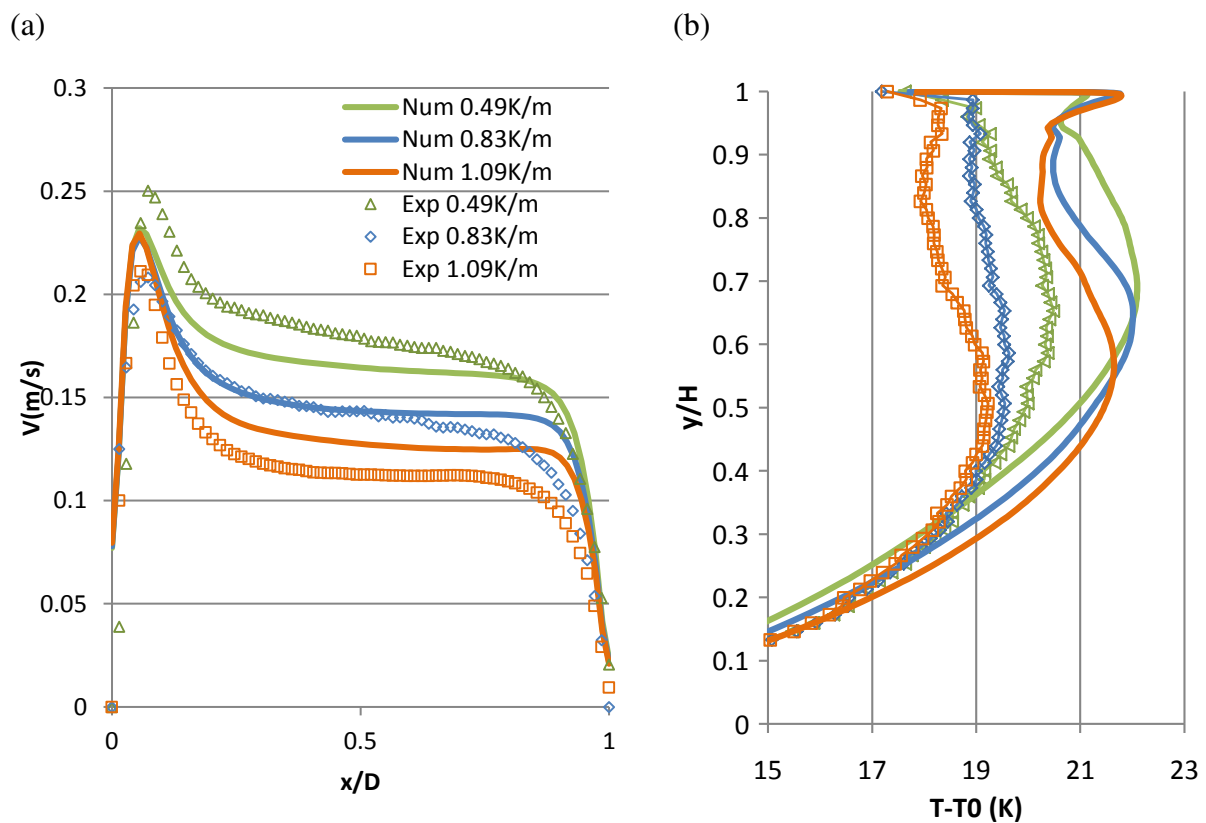 (a)
0.3
0.25
0.2
0.15
0.1
0.05
0
V(m/s)
0
0.5
1
x/D
Num 0.49K/m
Num 0.83K/m
Num 1.09K/m
Exp 0.49K/m
Exp 0.83K/m
Exp 1.09K/m
(b)
1
0.9
0.8
0.7
0.6
0.5
0.4
0.3
0.2
0.1
0
y/H
15
17
19
21
23
T-T0 (K)